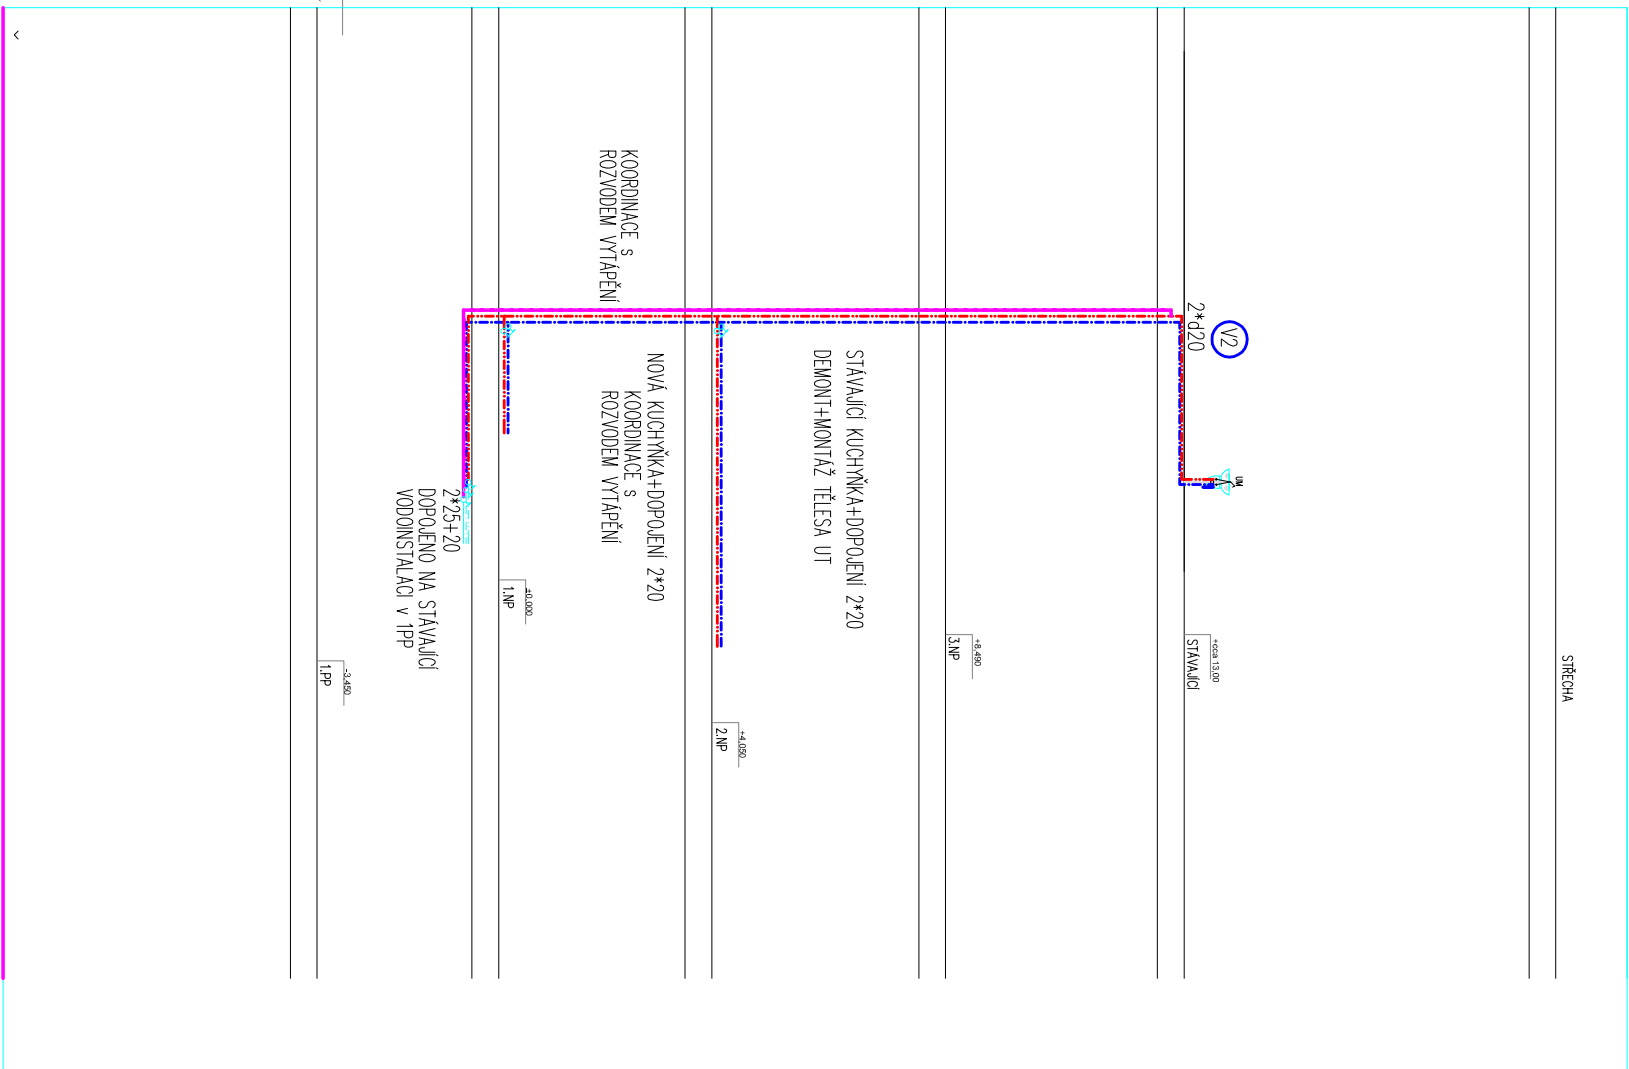 STŘECHA
V2
2*d20
UM
+cca 13,00
STÁVAJÍCÍ
+8.490
3.NP
STÁVAJÍCÍ KUCHYŇKA+DOPOJENÍ 2*20
DEMONT+MONTÁŽ TĚLESA UT
+4.050
2.NP
NOVÁ KUCHYŇKA+DOPOJENÍ 2*20
KOORDINACE s
ROZVODEM VYTÁPĚNÍ
KOORDINACE s
ROZVODEM VYTÁPĚNÍ
±0.000
1.NP
2*25+20
DOPOJENO NA STÁVAJÍCÍ
VODOINSTALACI v 1PP
-3.450
1.PP